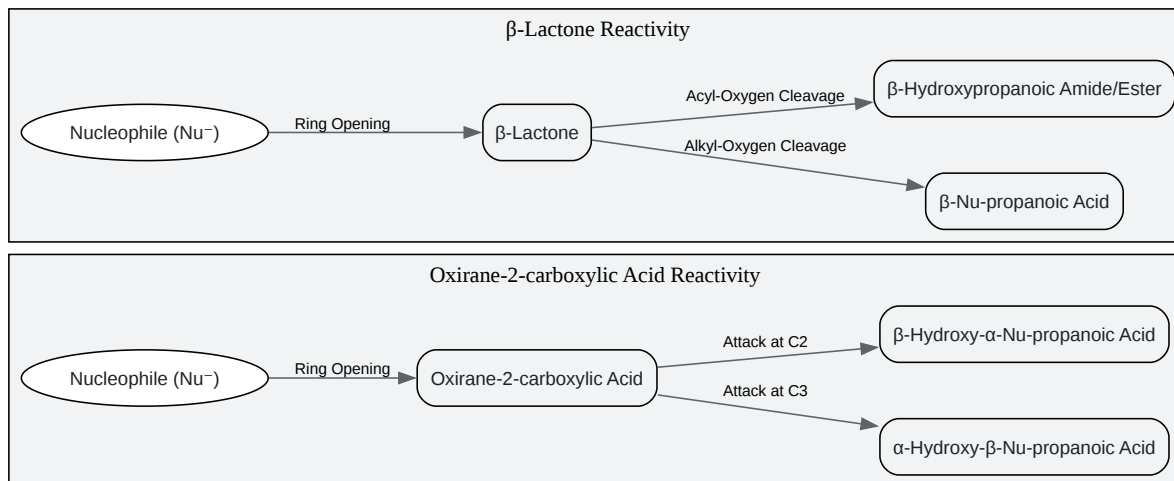 β-Lactone Reactivity
Nucleophile (Nu⁻)
Ring Opening
β-Lactone
Acyl-Oxygen Cleavage
β-Hydroxypropanoic Amide/Ester
Alkyl-Oxygen Cleavage
β-Nu-propanoic Acid
Oxirane-2-carboxylic Acid Reactivity
Nucleophile (Nu⁻)
Ring Opening
Oxirane-2-carboxylic Acid
Attack at C2
β-Hydroxy-α-Nu-propanoic Acid
Attack at C3
α-Hydroxy-β-Nu-propanoic Acid